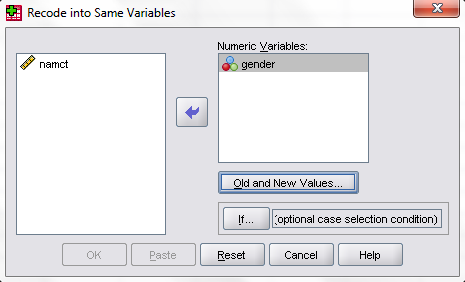 Recode into Same Variables
Numeric Variables:
namct
gender
Old and New Values...
If...
(optional case selection condition)
OK
Paste
Reset
Cancel
Help